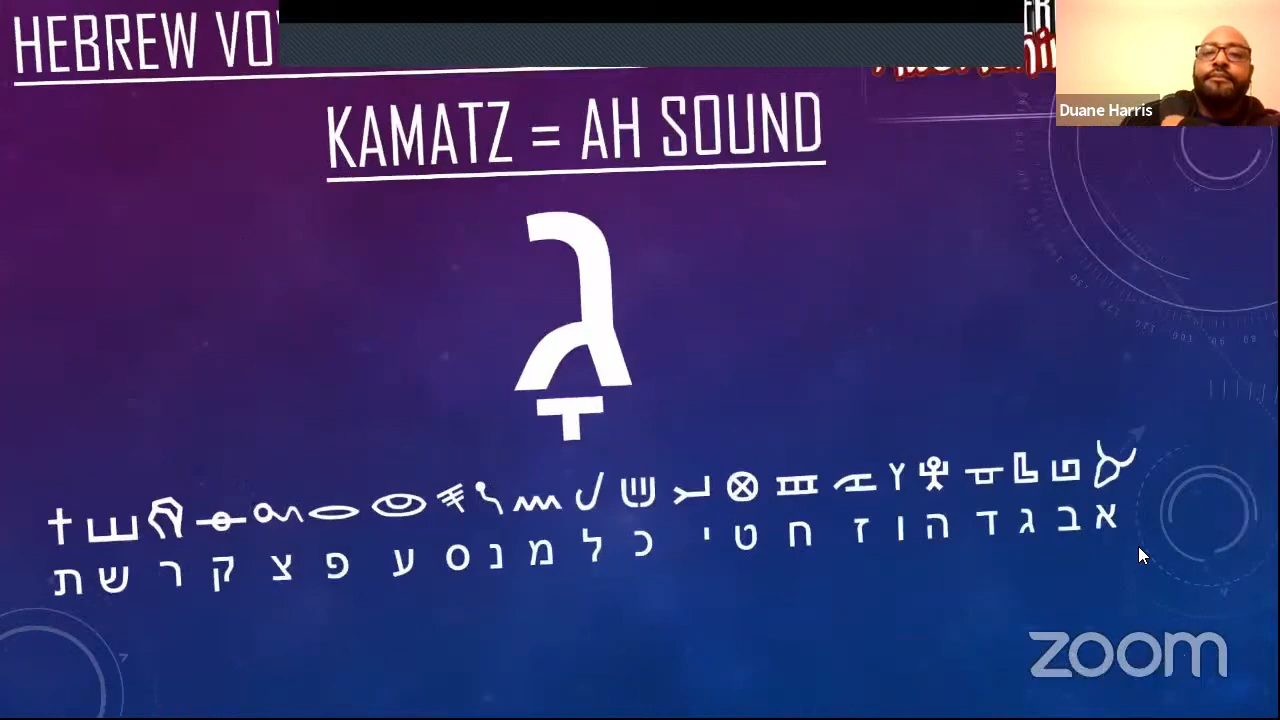 HEBREW VO
KAMATZ = AH SOUND
גָ
א ב ג ד ה ו ז ח ט י כ ל מ נ ס ע פ צ ק ר ש ת
Duane Harris
zoom